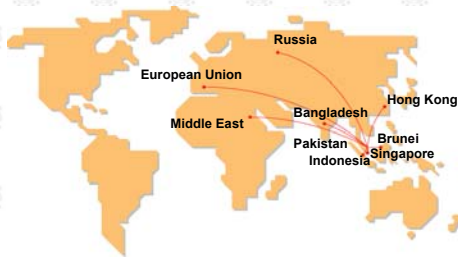 Russia
European Union
Hong Kong
Bangladesh
Middle East
Pakistan
Brunei
Indonesia
Singapore